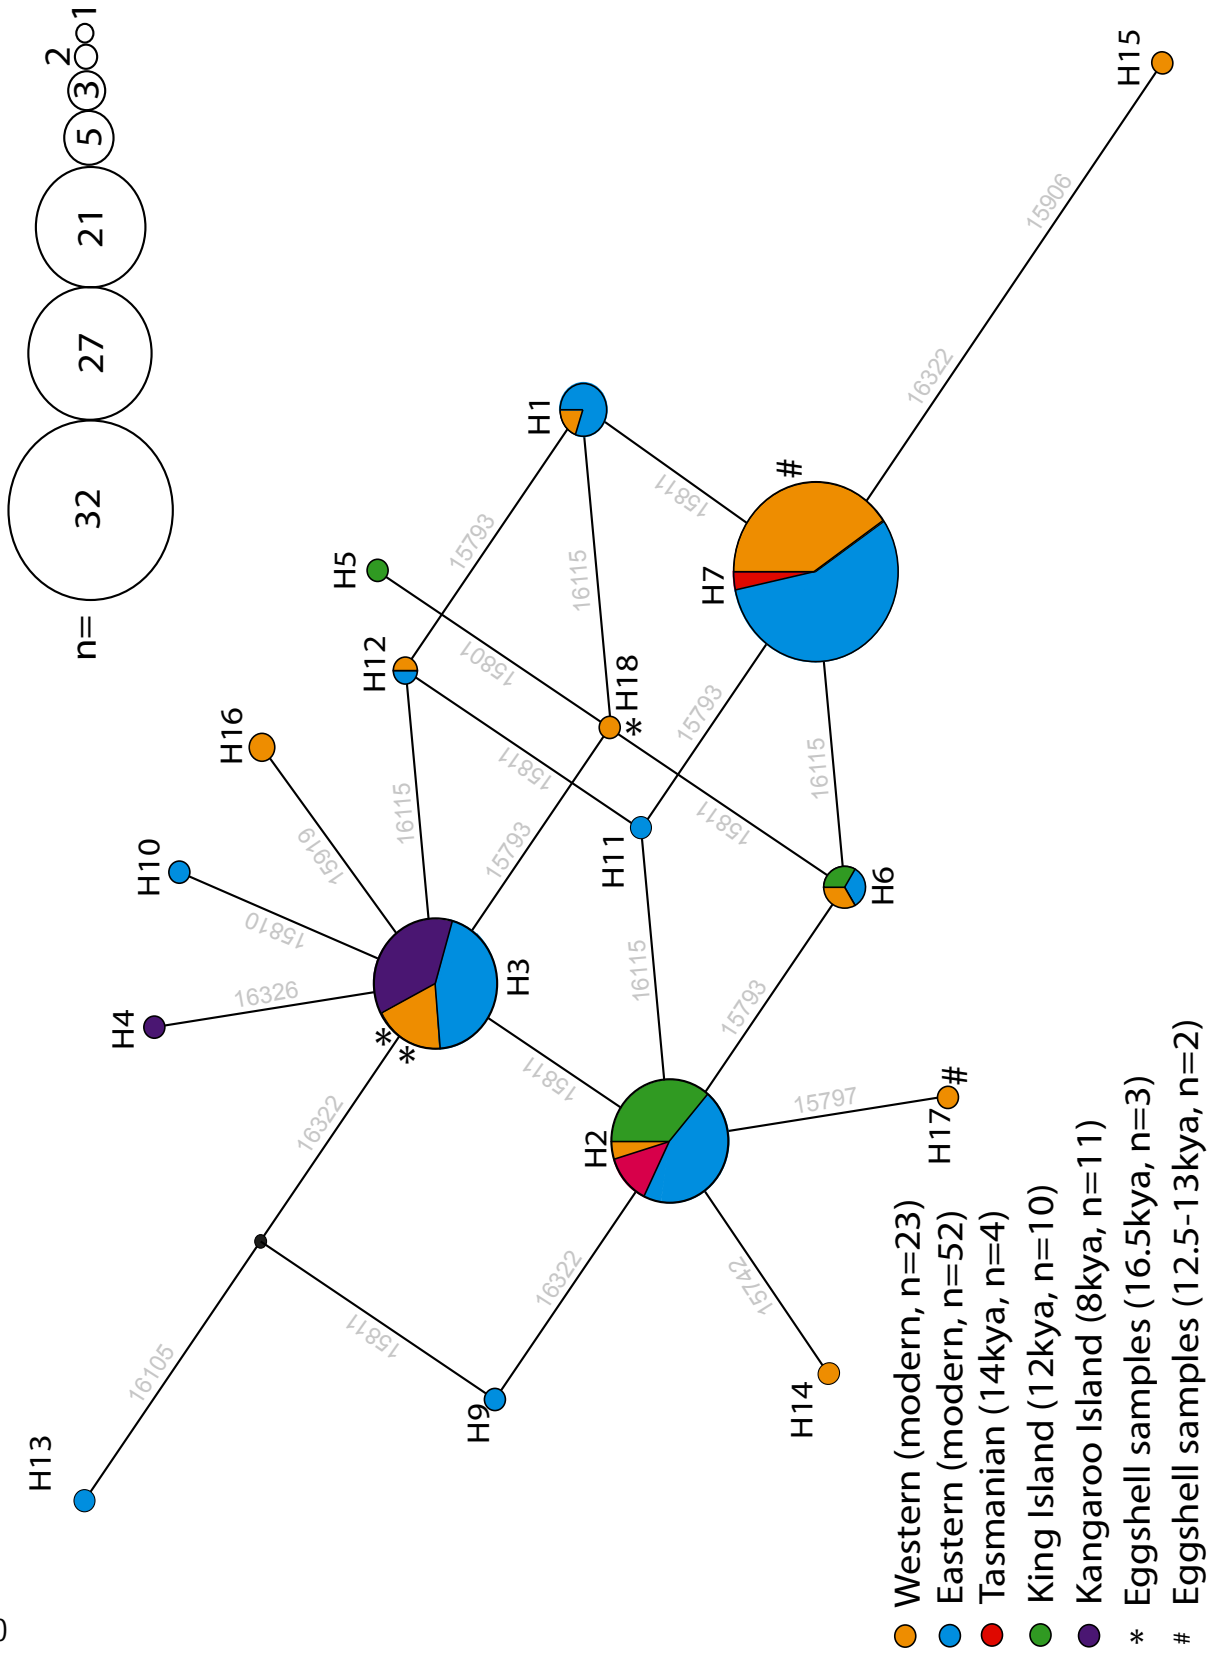 n=
32
27
21
5
3
2
1
H15
15906
16322
H1
H5
15793
16115
15811
#
H7
H12
15801
H18
*
15793
H16
15811
16115
15811
16115
H10
15919
15793
H11
H6
15810
H3
H4
16326
*
*
16115
15793
15811
16322
H2
15797
H17
#
16322
15742
H14
15811
H9
16105
H13
Western (modern, n=23)
Eastern (modern, n=52)
Tasmanian (14kya, n=4)
King Island (12kya, n=10)
Kangaroo Island (8kya, n=11)
* Eggshell samples (16.5kya, n=3)
# Eggshell samples (12.5-13kya, n=2)